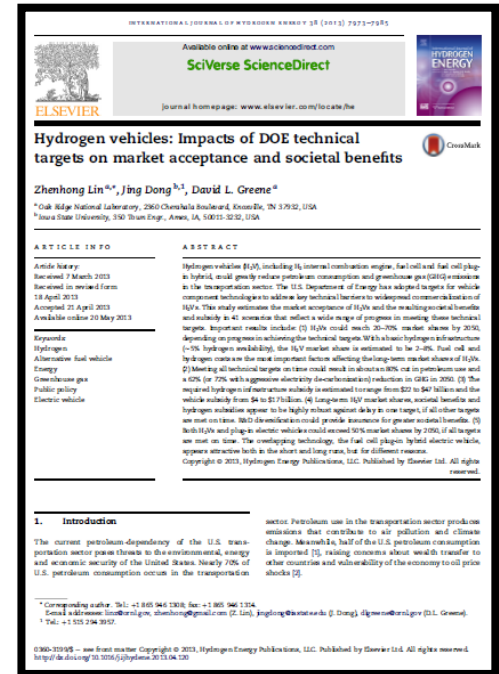 INTERNATIONAL JOURNAL OF HYDROGEN ENERGY 38 (2013) 7973–7985
Available online at www.sciencedirect.com
SciVerse ScienceDirect
journal homepage: www.elsevier.com/locate/he
ELSEVIER
HYDROGEN
ENERGY
Hydrogen vehicles: Impacts of DOE technical
targets on market acceptance and societal benefits
CrossMark
Zhenhong Lin a,*, Jing Dong b,1, David L. Greene a
a Oak Ridge National Laboratory, 2360 Cherahala Boulevard, Knoxville, TN 37932, USA
b Iowa State University, 350 Town Engr., Ames, IA, 50011-3232, USA
ARTICLE INFO
Article history:
Received 7 March 2013
Received in revised form
18 April 2013
Accepted 21 April 2013
Available online 20 May 2013
Keywords:
Hydrogen
Alternative fuel vehicle
Energy
Greenhouse gas
Public policy
Electric vehicle
ABSTRACT
Hydrogen vehicles (H2V), including H2 internal combustion engine, fuel cell and fuel cell plug-
in hybrid, could greatly reduce petroleum consumption and greenhouse gas (GHG) emissions
in the transportation sector. The U.S. Department of Energy has adopted targets for vehicle
component technologies to address key technical barriers to widespread commercialization of
H2Vs. This study estimates the market acceptance of H2Vs and the resulting societal benefits
and subsidy in 41 scenarios that reflect a wide range of progress in meeting these technical
targets. Important results include: (1) H2Vs could reach 20–70% market shares by 2050,
depending on progress in achieving the technical targets. With a basic hydrogen infrastructure
(~5% hydrogen availability), the H2V market share is estimated to be 2–8%. Fuel cell and
hydrogen costs are the most important factors affecting the long-term market shares of H2Vs.
(2) Meeting all technical targets on time could result in about an 80% cut in petroleum use and
a 62% (or 72% with aggressive electricity de-carbonization) reduction in GHG in 2050. (3) The
required hydrogen infrastructure subsidy is estimated to range from $22 to $47 billion and the
vehicle subsidy from $4 to $17 billion. (4) Long-term H2V market shares, societal benefits and
hydrogen subsidies appear to be highly robust against delay in one target, if all other targets
are met on time. R&D diversification could provide insurance for greater societal benefits. (5)
Both H2Vs and plug-in electric vehicles could exceed 50% market shares by 2050, if all targets
are met on time. The overlapping technology, the fuel cell plug-in hybrid electric vehicle,
appears attractive both in the short and long runs, but for different reasons.
Copyright © 2013, Hydrogen Energy Publications, LLC. Published by Elsevier Ltd. All rights
reserved.
1. Introduction
The current petroleum-dependency of the U.S. trans-
portation sector poses threats to the environmental, energy
and economic security of the United States. Nearly 70% of
U.S. petroleum consumption occurs in the transportation
sector. Petroleum use in the transportation sector produces
emissions that contribute to air pollution and climate
change. Meanwhile, half of the U.S. petroleum consumption
is imported [1], raising concerns about wealth transfer to
other countries and vulnerability of the economy to oil price
shocks [2].
* Corresponding author. Tel.: +1 865 946 1308; fax: +1 865 946 1314.
E-mail addresses: linz@ornl.gov, zhenhong@gmail.com (Z. Lin), jingdong@iastate.edu (J. Dong), dlgreene@ornl.gov (D.L. Greene).
1 Tel.: +1 515 294 3957.
0360-3199/$ – see front matter Copyright © 2013, Hydrogen Energy Publications, LLC. Published by Elsevier Ltd. All rights reserved.
http://dx.doi.org/10.1016/j.ijhydene.2013.04.120